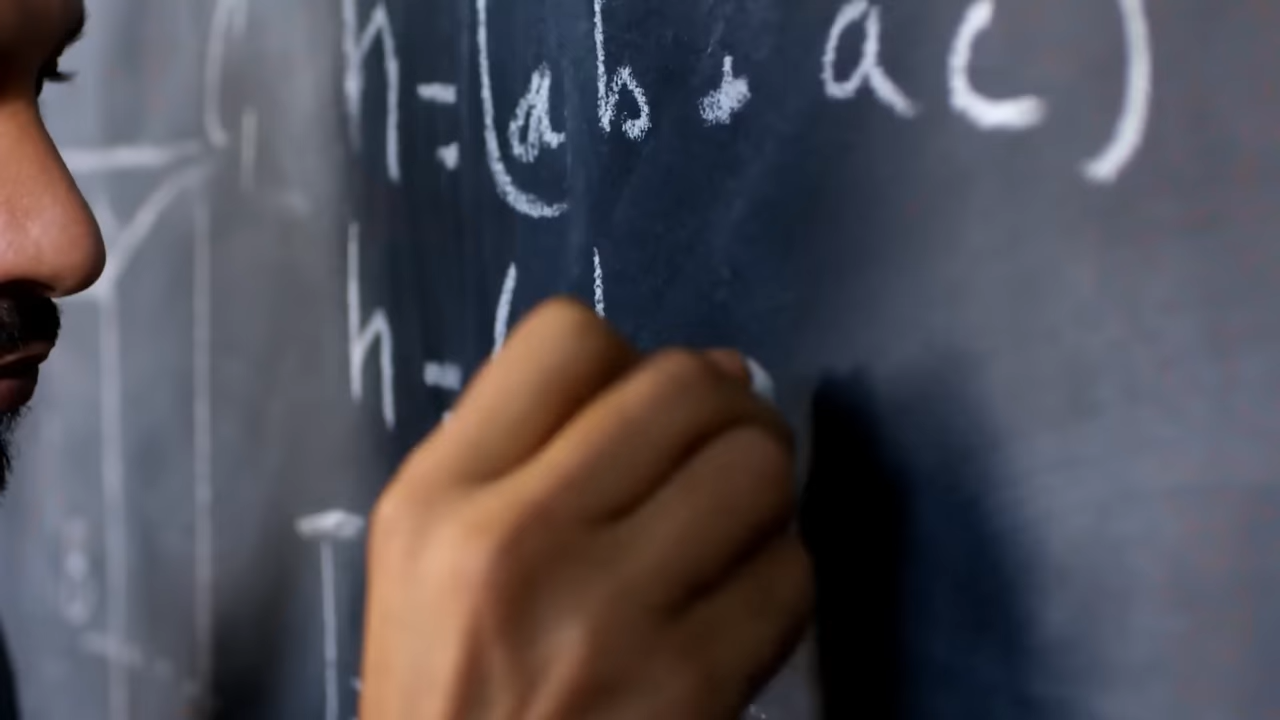 h = (ab . ac)
h =